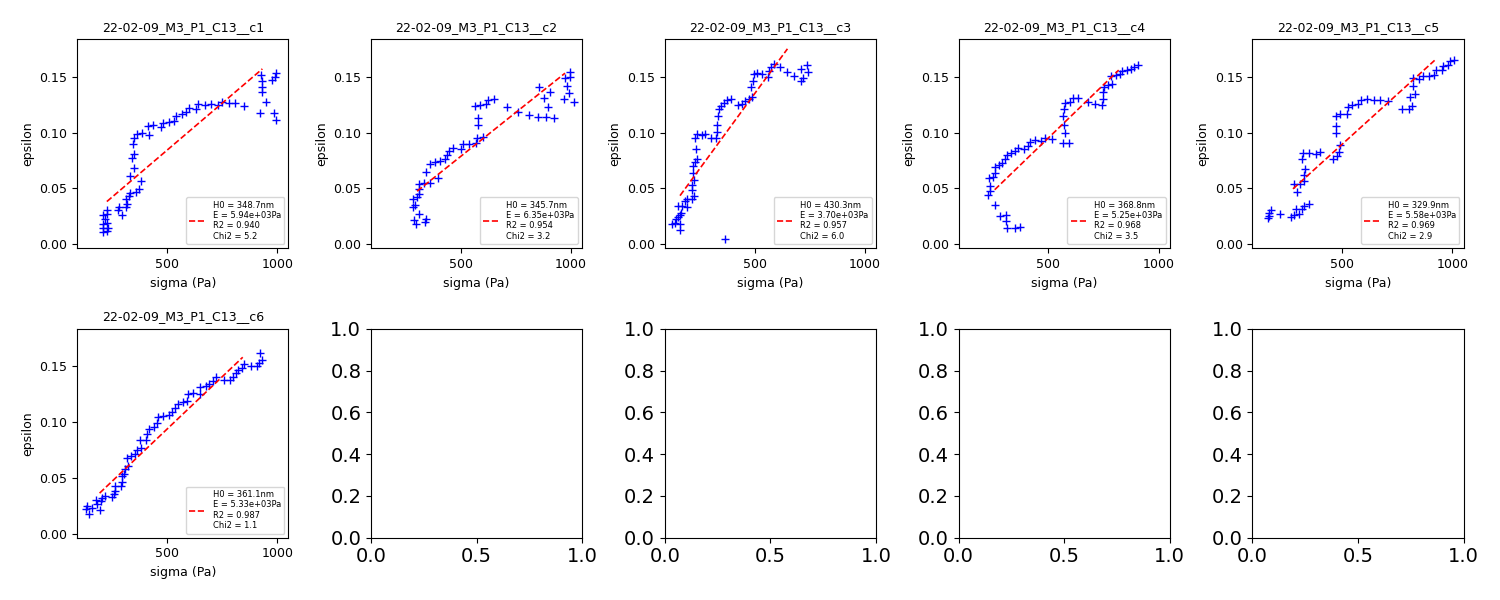 22-02-09_M3_P1_C13__c1
22-02-09_M3_P1_C13__c2
22-02-09_M3_P1_C13__c3
22-02-09_M3_P1_C13__c4
22-02-09_M3_P1_C13__c5
epsilon
0.15
0.10
0.05
0.00
H0 = 348.7nm
E = 5.94e+03Pa
R2 = 0.940
Chi2 = 5.2
500
1000
sigma (Pa)
epsilon
0.15
0.10
0.05
0.00
H0 = 345.7nm
E = 6.35e+03Pa
R2 = 0.954
Chi2 = 3.2
500
1000
sigma (Pa)
epsilon
0.15
0.10
0.05
0.00
H0 = 430.3nm
E = 3.70e+03Pa
R2 = 0.957
Chi2 = 6.0
500
1000
sigma (Pa)
epsilon
0.15
0.10
0.05
0.00
H0 = 368.8nm
E = 5.25e+03Pa
R2 = 0.968
Chi2 = 3.5
500
1000
sigma (Pa)
epsilon
0.15
0.10
0.05
0.00
H0 = 329.9nm
E = 5.58e+03Pa
R2 = 0.969
Chi2 = 2.9
500
1000
sigma (Pa)
22-02-09_M3_P1_C13__c6
epsilon
0.15
0.10
0.05
0.00
H0 = 361.1nm
E = 5.33e+03Pa
R2 = 0.987
Chi2 = 1.1
500
1000
sigma (Pa)
1.0
0.8
0.6
0.4
0.2
0.0
0.0
0.5
1.0
1.0
0.8
0.6
0.4
0.2
0.0
0.0
0.5
1.0
1.0
0.8
0.6
0.4
0.2
0.0
0.0
0.5
1.0
1.0
0.8
0.6
0.4
0.2
0.0
0.0
0.5
1.0